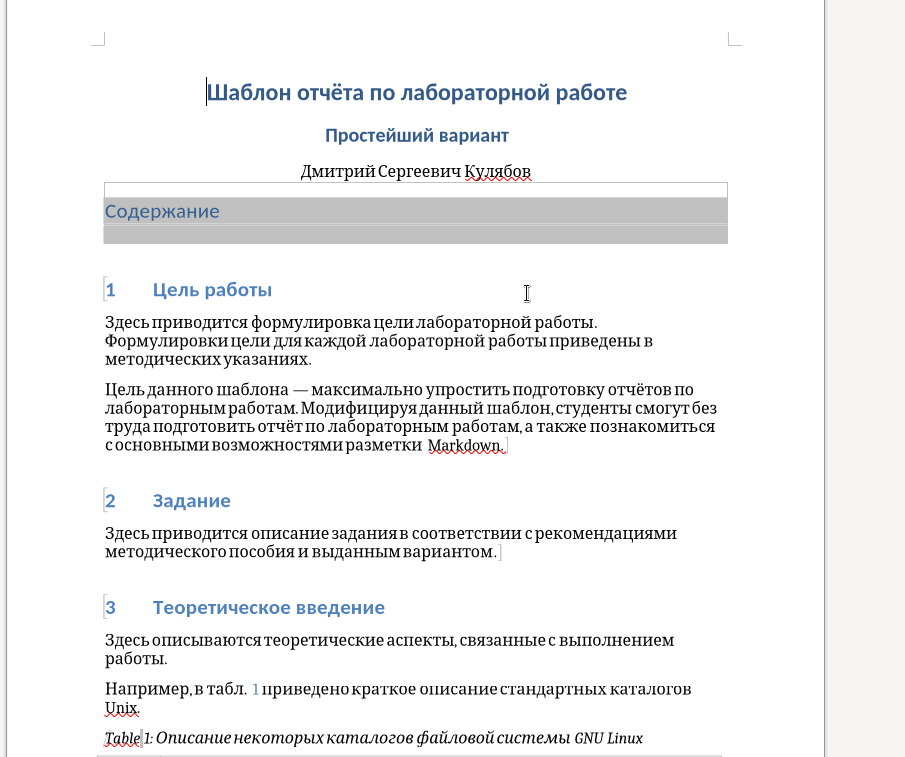 Шаблон отчёта по лабораторной работе
Простейший вариант
Дмитрий Сергеевич Кулябов
Содержание
1 Цель работы
Здесь приводится формулировка цели лабораторной работы.
Формулировки цели для каждой лабораторной работы приведены в
методических указаниях.
Цель данного шаблона — максимально упростить подготовку отчётов по
лабораторным работам. Модифицируя данный шаблон, студенты смогут без
труда подготовить отчёт по лабораторным работам, а также познакомиться
с основными возможностями разметки Markdown.
2 Задание
Здесь приводится описание задания в соответствии с рекомендациями
методического пособия и выданным вариантом.
3 Теоретическое введение
Здесь описываются теоретические аспекты, связанные с выполнением
работы.
Например, в табл. 1 приведено краткое описание стандартных каталогов
Unix.
Table 1: Описание некоторых каталогов файловой системы GNU Linux